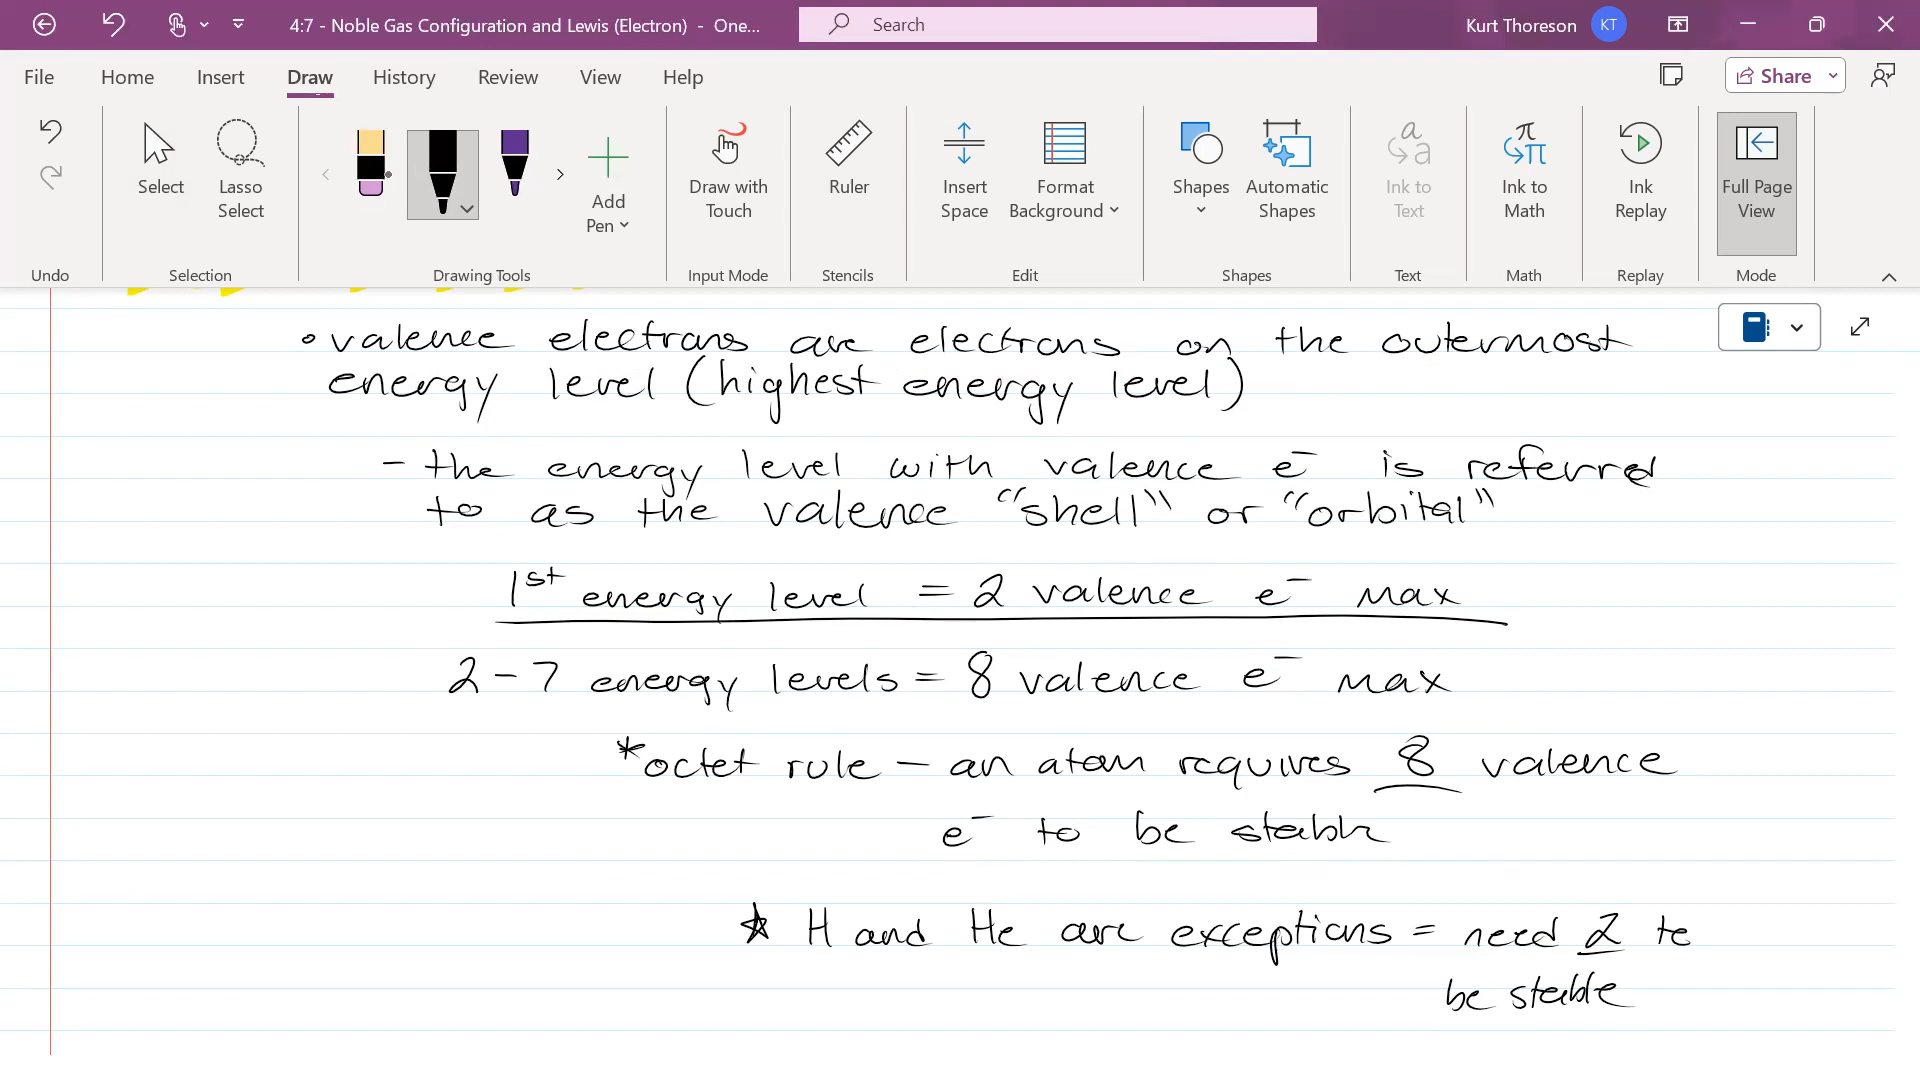 4:7 - Noble Gas Configuration and Lewis (Electron) - One...
Search
Kurt Thoreson KT
File Home Insert Draw History Review View Help
Share
Select
Lasso Select
Add Pen
Draw with Touch
Ruler
Insert Space
Format Background
Shapes
Automatic Shapes
Ink to Text
Ink to Math
Ink Replay
Full Page View
Undo Selection Drawing Tools Input Mode Stencils Edit Shapes Text Math Replay Mode
• valence electrons are electrons on the outermost
energy level (highest energy level)
- the energy level with valence e⁻ is referred
to as the valence "shell" or "orbital"
1st energy level = 2 valence e⁻ max
2 - 7 energy levels = 8 valence e⁻ max
*octet rule - an atom requires 8 valence
e⁻ to be stable
☆ H and He are exceptions = need 2 to
be stable